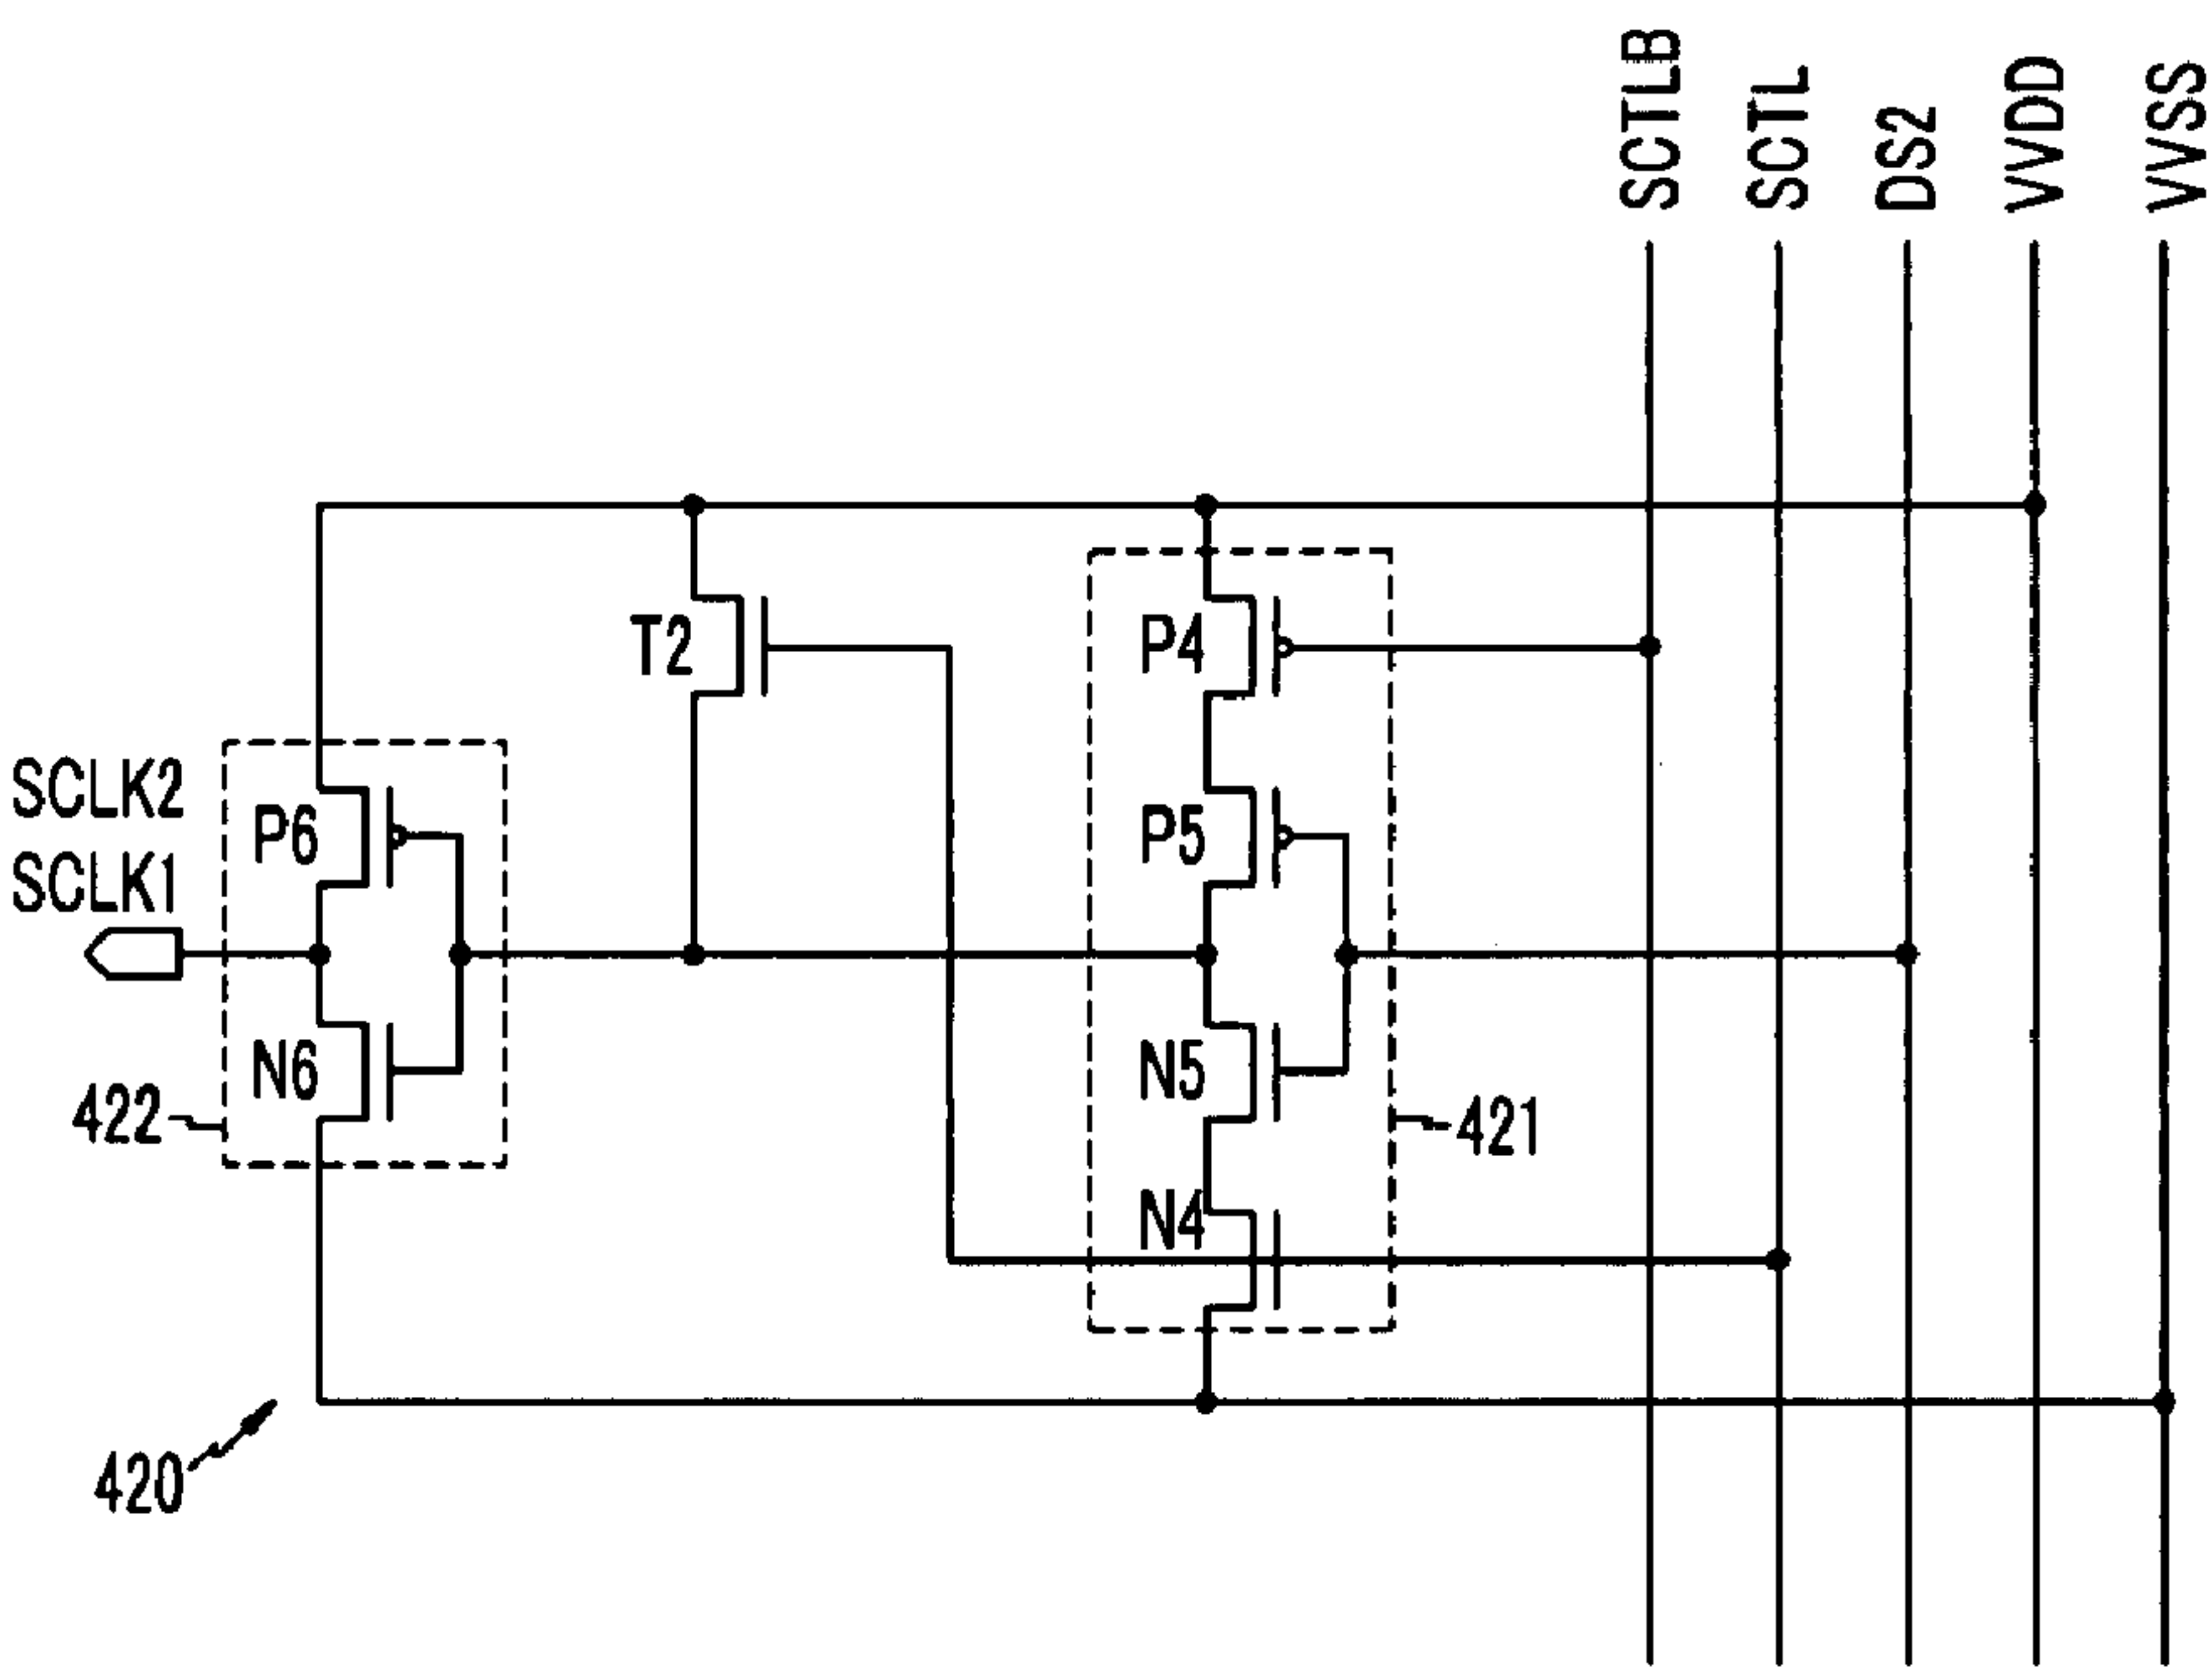 SCTLB
SCTL
DS2
VVDD
VVSS
T2
P4
SCLK2
P6
P5
SCLK1
N6
N5
422
421
N4
420